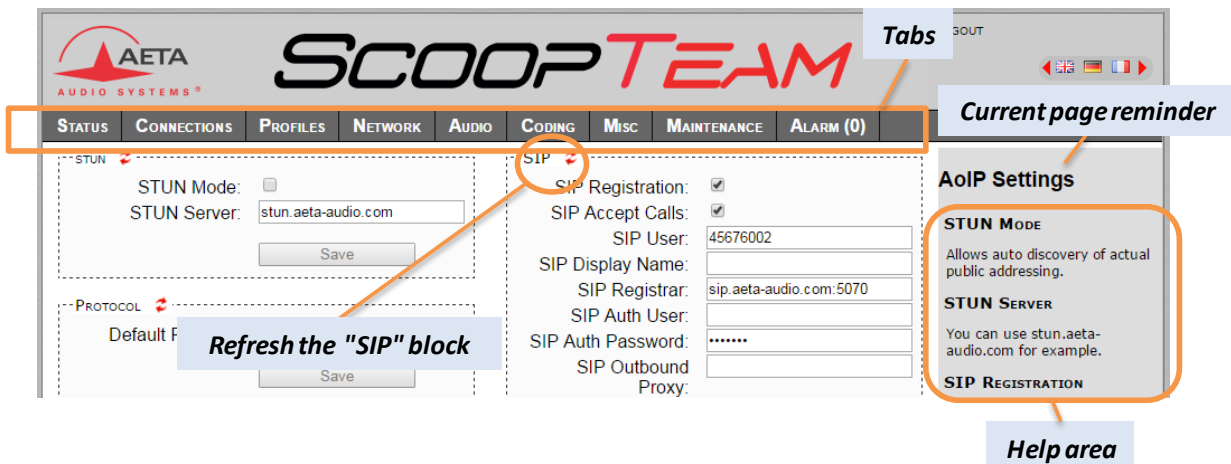 AETA
AUDIO SYSTEMS®
SCOOPTEAM
Tabs
GOUT
STATUS CONNECTIONS PROFILES NETWORK AUDIO CODING MISC MAINTENANCE ALARM (0)
Current page reminder
STUN
STUN Mode:
STUN Server: stun.aeta-audio.com
Save
PROTOCOL
Default P
Save
Refresh the "SIP" block
SIP
SIP Registration:
SIP Accept Calls:
SIP User: 45676002
SIP Display Name:
SIP Registrar: sip.aeta-audio.com:5070
SIP Auth User:
SIP Auth Password: •••••••
SIP Outbound
Proxy:
AoIP Settings
STUN MODE
Allows auto discovery of actual
public addressing.
STUN SERVER
You can use stun.aeta-
audio.com for example.
SIP REGISTRATION
Help area